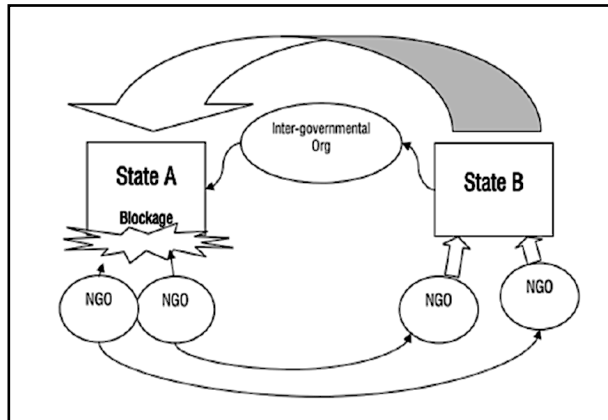 Inter-governmental
Org
State A
Blockage
State B
NGO
NGO
NGO
NGO